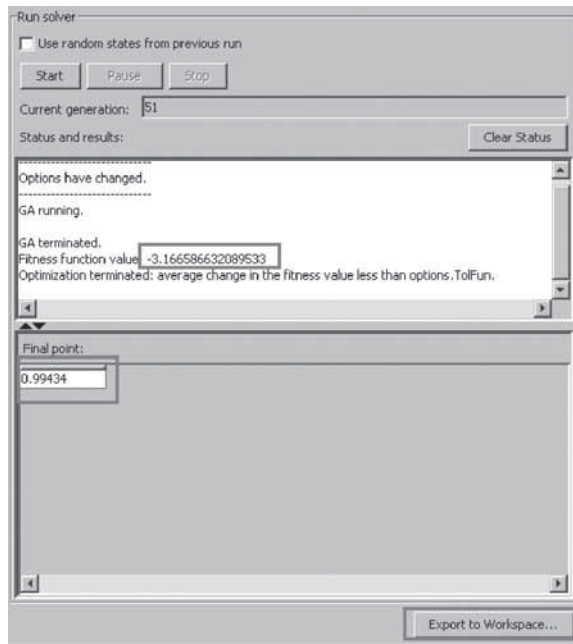 Run solver
Use random states from previous run
Start Pause Stop
Current generation: 51
Status and results: Clear Status
Options have changed.
GA running.
GA terminated.
Fitness function value: -3.166586632089533
Optimization terminated: average change in the fitness value less than options.TolFun.
Final point:
0.99434
Export to Workspace...